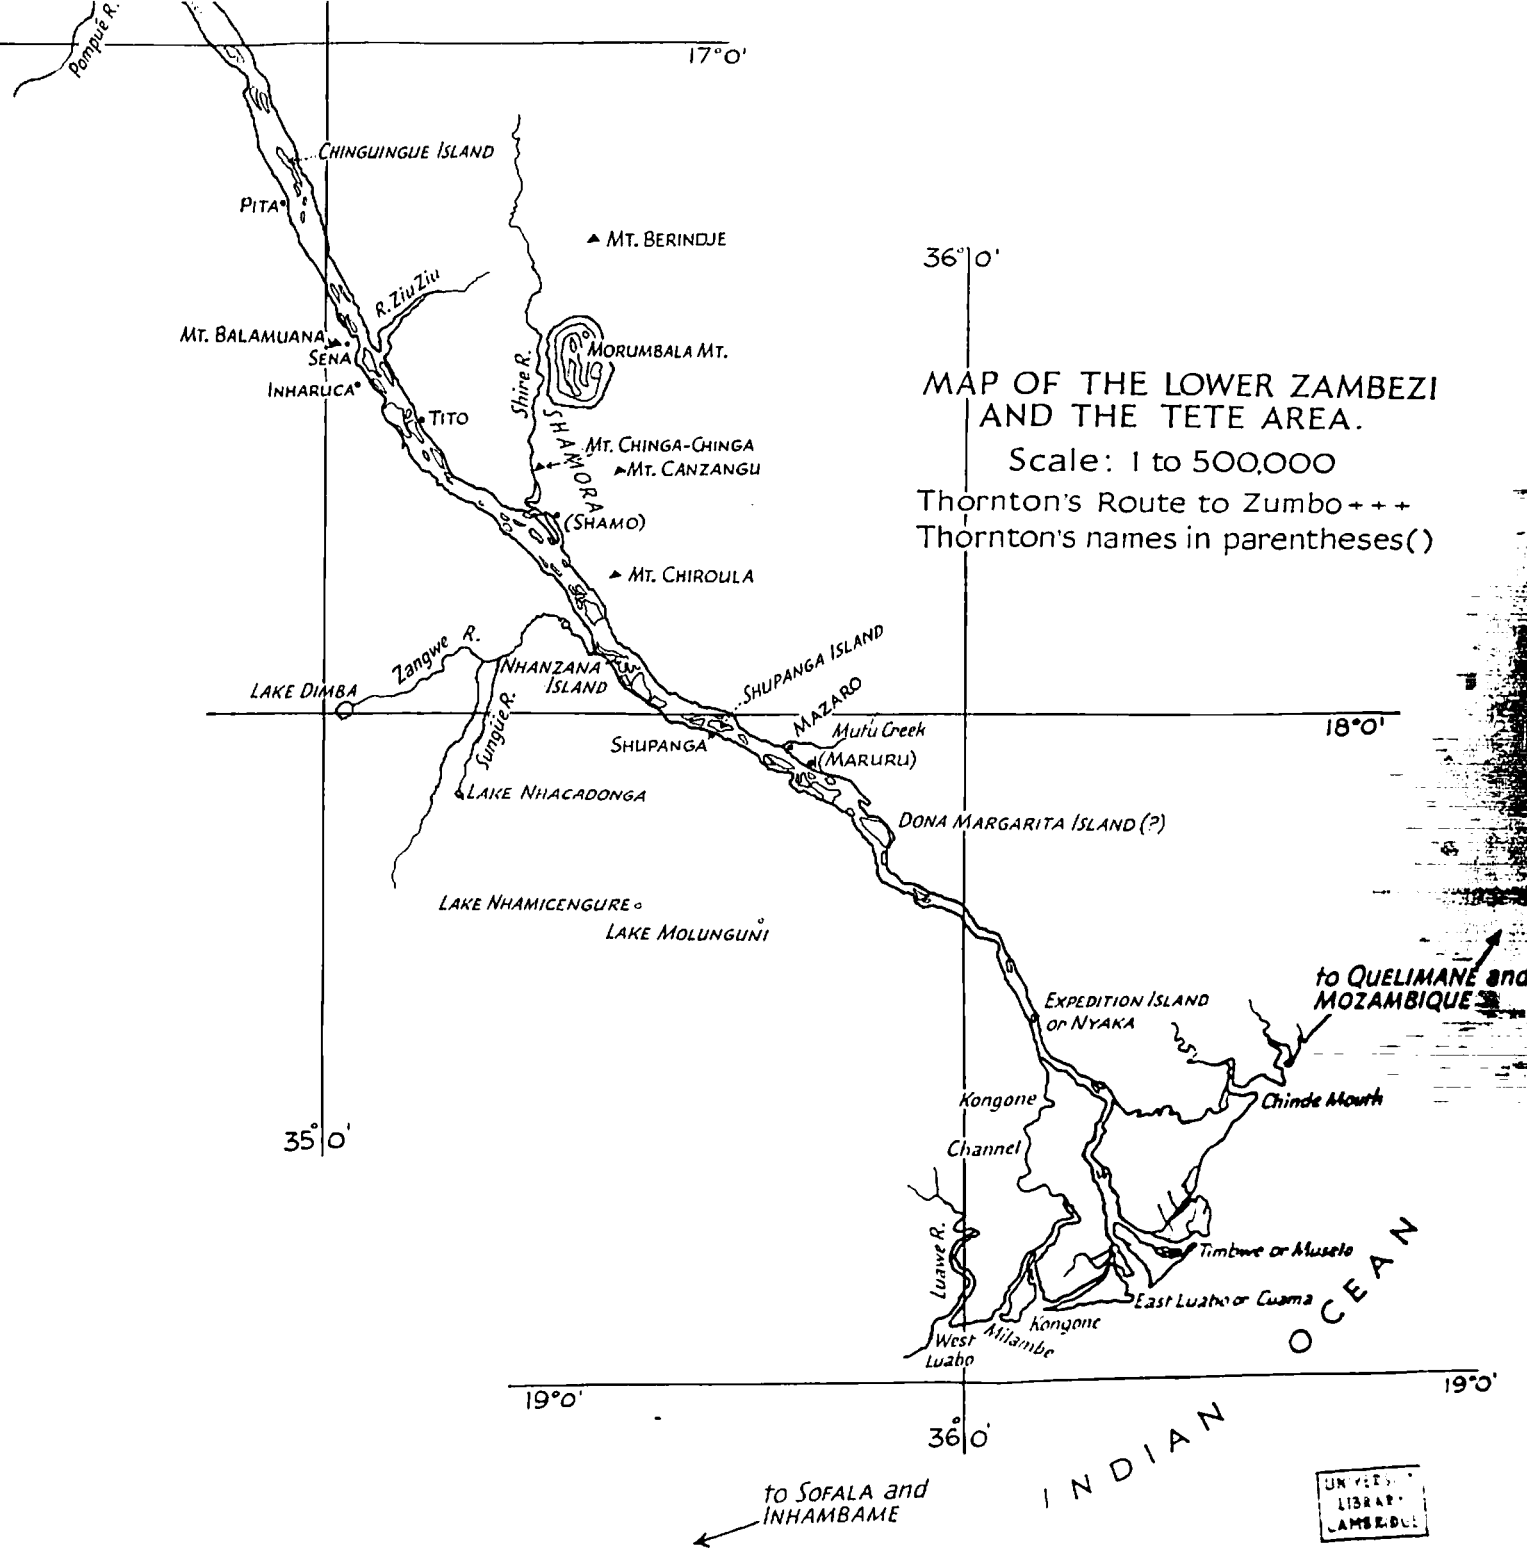 Pompué R.
17°0'
CHINGUINGUE ISLAND
PITA
MT. BERINDJE
36°0'
R. Ziu Ziu
MT. BALAMUANA
SENA
MORUMBALA MT.
INHARUCA
Shire R.
TITO
SHAMORA
MT. CHINGA-CHINGA
MT. CANZANGU
(SHAMO)
MAP OF THE LOWER ZAMBEZI
AND THE TETE AREA.
Scale: 1 to 500,000
Thornton's Route to Zumbo + + +
Thornton's names in parentheses ()
MT. CHIROULA
Zangwe R.
NHANZANA
ISLAND
SHUPANGA ISLAND
LAKE DIMBA
Sungùe R.
MAZARO
Mutú Creek
18°0'
SHUPANGA
(MARURU)
LAKE NHACADONGA
DONA MARGARITA ISLAND (?)
LAKE NHAMICENGURE
LAKE MOLUNGUNI
to QUELIMANE and
MOZAMBIQUE
EXPEDITION ISLAND
or NYAKA
Kongone
Channel
Chinde Mouth
35°0'
Luawe R.
Timbwe or Muselo
East Luabo or Cuama
Kongone
Milambe
West
Luabo
19°0'
19°0'
36°0'
INDIAN OCEAN
to SOFALA and
INHAMBAME
LIBRARY
CAMBRIDGE